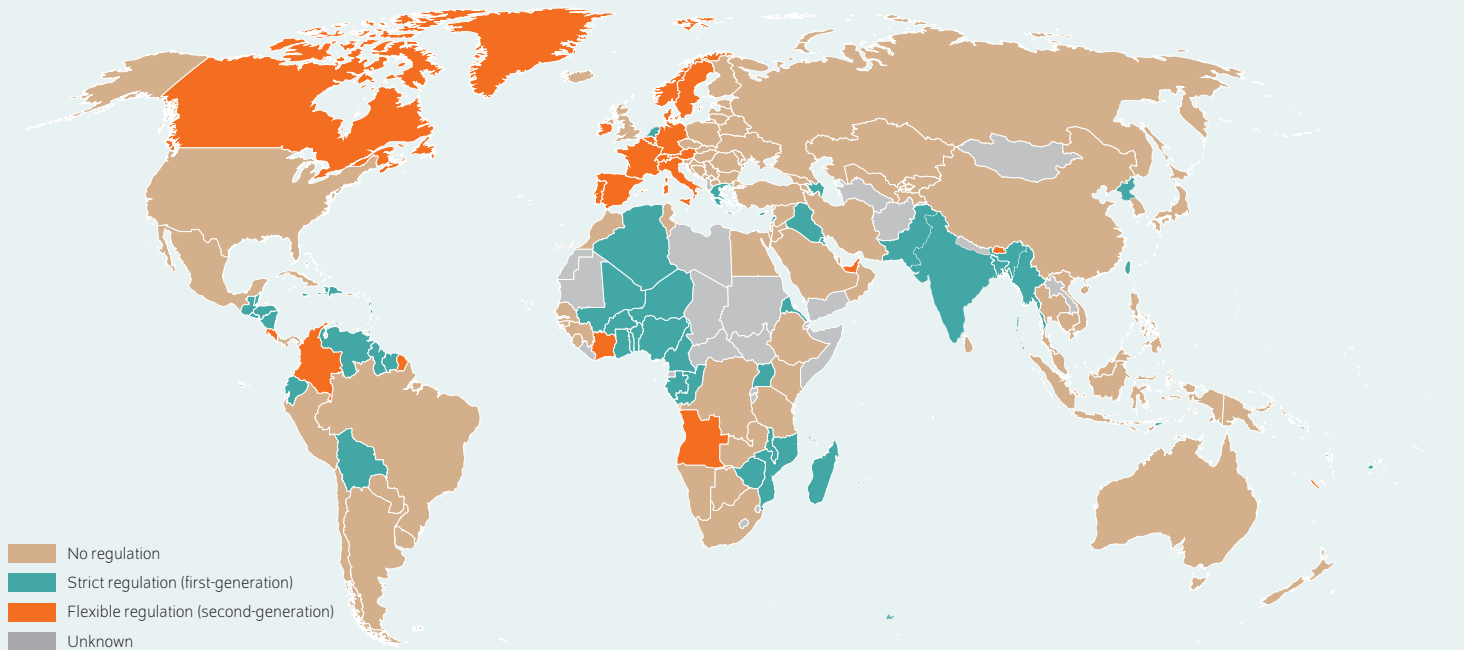 No regulation
Strict regulation (first-generation)
Flexible regulation (second-generation)
Unknown